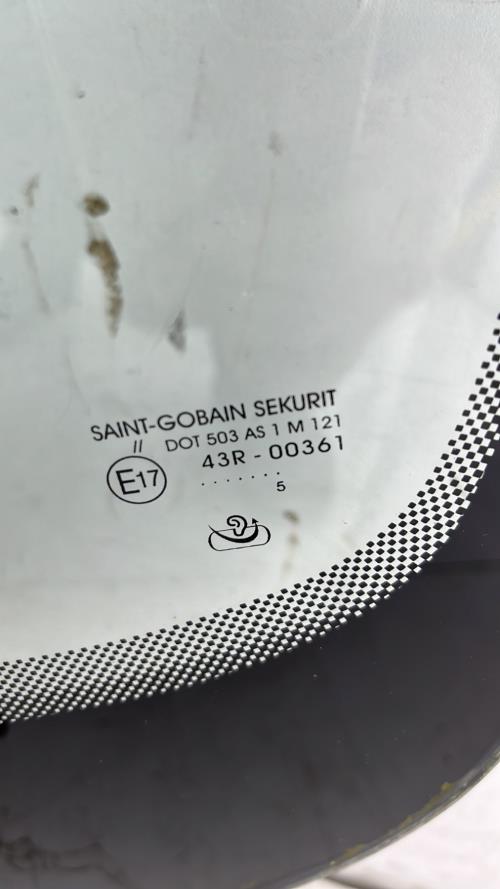 SAINT-GOBAIN SEKURIT
II DOT 503 AS 1 M 121
E17 43R - 00361
. . . . . . .
5